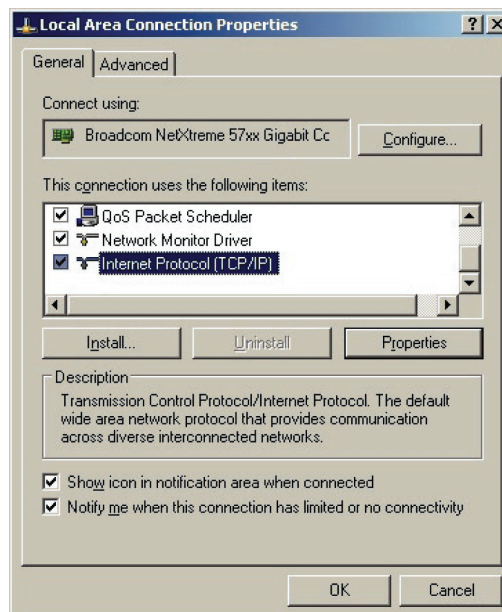 Local Area Connection Properties
General
Advanced
Connect using:
Broadcom NetXtreme 57xx Gigabit Cc
Configure...
This connection uses the following items:
QoS Packet Scheduler
Network Monitor Driver
Internet Protocol (TCP/IP)
Install...
Uninstall
Properties
Description
Transmission Control Protocol/Internet Protocol. The default
wide area network protocol that provides communication
across diverse interconnected networks.
Show icon in notification area when connected
Notify me when this connection has limited or no connectivity
OK
Cancel